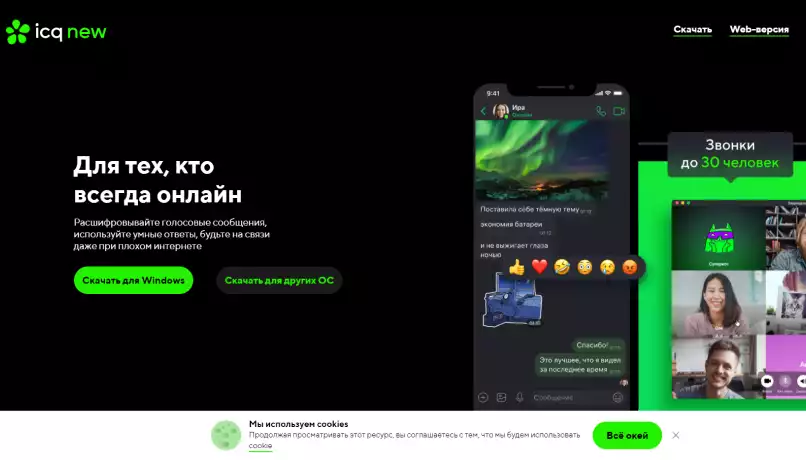 icq new
Скачать
Web-версия
Для тех, кто
всегда онлайн
Расшифровывайте голосовые сообщения,
используйте умные ответы, будьте на связи
даже при плохом интернете
Скачать для Windows
Скачать для других ОС
9:41
Ира
Онлайн
Поставила себе тёмную тему
экономия батареи
и не выжигает глаза
ночью
Спасибо!
Это лучшее, что я видел
за последнее время
Сообщение
Звонки
до 30 человек
Мы используем cookies
Продолжая просматривать этот ресурс, вы соглашаетесь с тем, что мы будем использовать
cookie
Всё окей